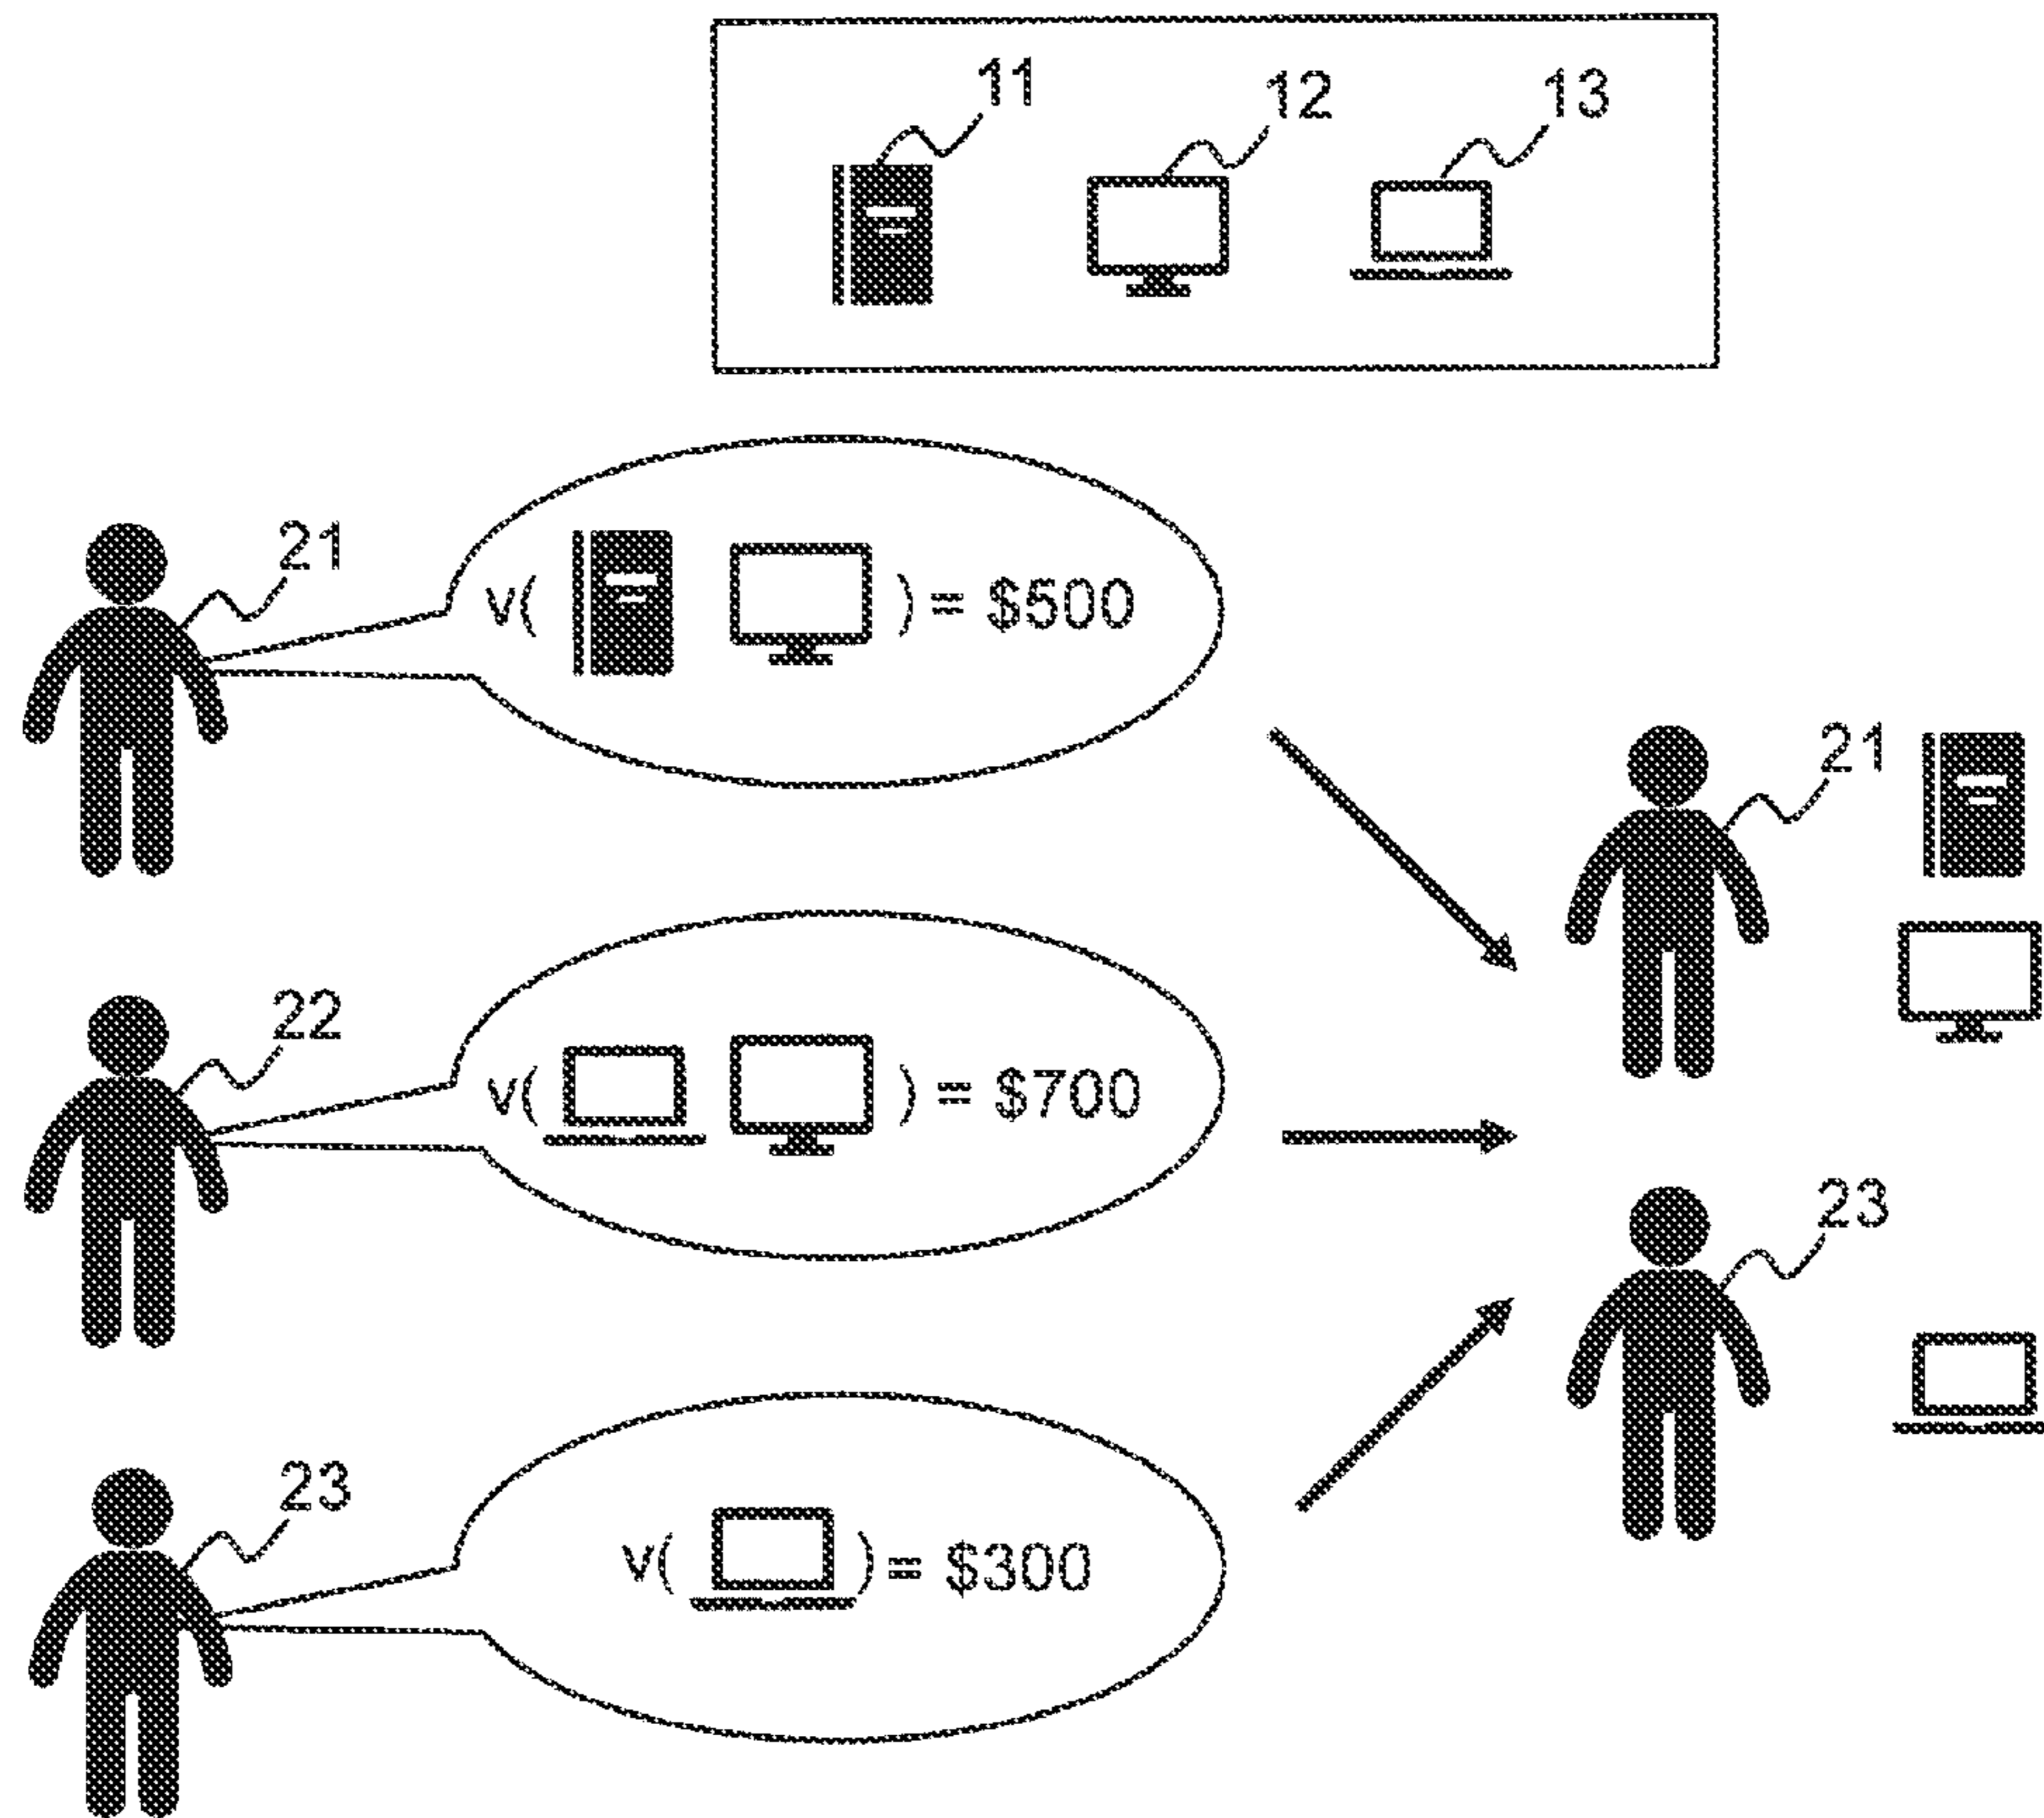 11
12
13
21
v( ) = $500
21
22
v( ) = $700
23
23
v( ) = $300